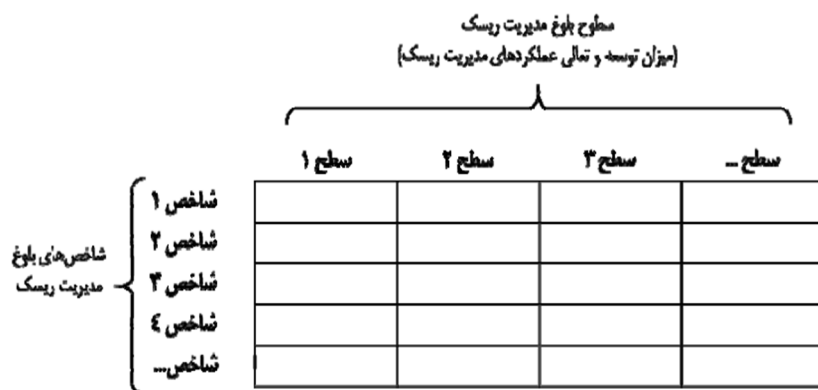 سطوح بلوغ مدیریت ریسک
(میزان توسعه و تعالی عملکردهای مدیریت ریسک)
سطح ۱ سطح ۲ سطح ۳ سطح ...
شاخص ۱
شاخص ۲
شاخص ۳
شاخص ٤
شاخص...
شاخص‌های بلوغ
مدیریت ریسک